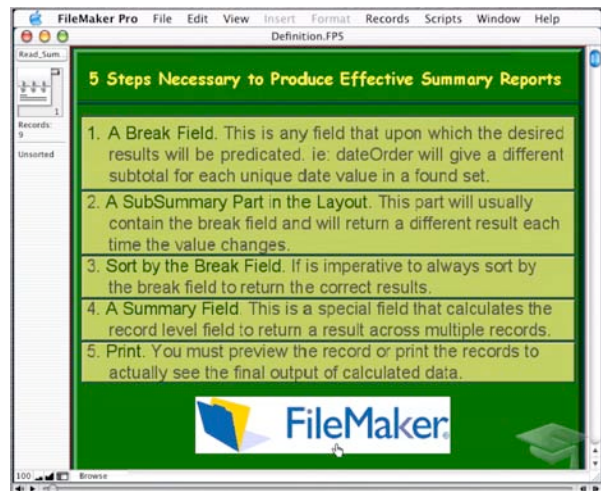 FileMaker Pro File Edit View Insert Format Records Scripts Window Help
Definition.FP5
Read_Sum...
1
Records:
9
Unsorted
5 Steps Necessary to Produce Effective Summary Reports
1. A Break Field. This is any field that upon which the desired
results will be predicated. ie: dateOrder will give a different
subtotal for each unique date value in a found set.
2. A SubSummary Part in the Layout. This part will usually
contain the break field and will return a different result each
time the value changes.
3. Sort by the Break Field. If is imperative to always sort by
the break field to return the correct results.
4. A Summary Field. This is a special field that calculates the
record level field to return a result across multiple records.
5. Print. You must preview the record or print the records to
actually see the final output of calculated data.
FileMaker®
100 Browse